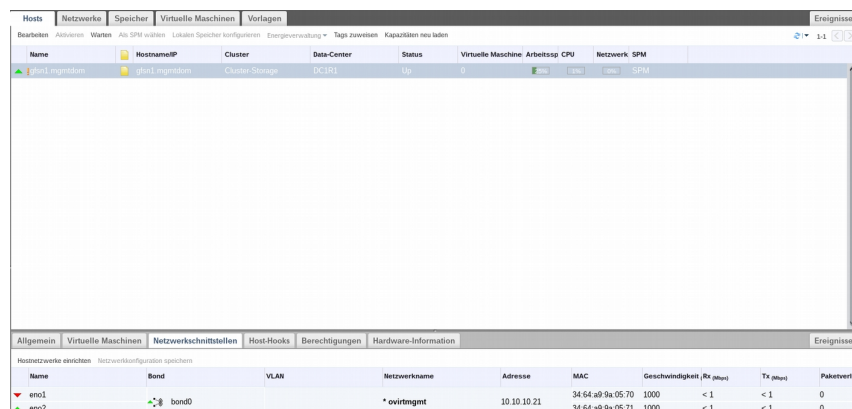 Hosts Netzwerke Speicher Virtuelle Maschinen Vorlagen Ereignisse
Bearbeiten Aktivieren Warten Als SPM wählen Lokalen Speicher konfigurieren Energieverwaltung Tags zuweisen Kapazitäten neu laden 1-1
Name Hostname/IP Cluster Data-Center Status Virtuelle Maschine Arbeitssp CPU Netzwerk SPM
gfsn1.mgmtdom gfsn1.mgmtdom Cluster-Storage DC1R1 Up 0 0% 0% SPM
Allgemein Virtuelle Maschinen Netzwerkschnittstellen Host-Hooks Berechtigungen Hardware-Information Ereignisse
Hostnetzwerke einrichten Netzwerkkonfiguration speichern
Name Bond VLAN Netzwerkname Adresse MAC Geschwindigkeit Rx (Mbps) Tx (Mbps) Paketverl
eno1 34:64:a9:9a:05:70 1000 < 1 < 1 0
bond0 * ovirtmgmt 10.10.10.21
eno2 34:64:a9:9a:05:71 1000 < 1 < 1 0